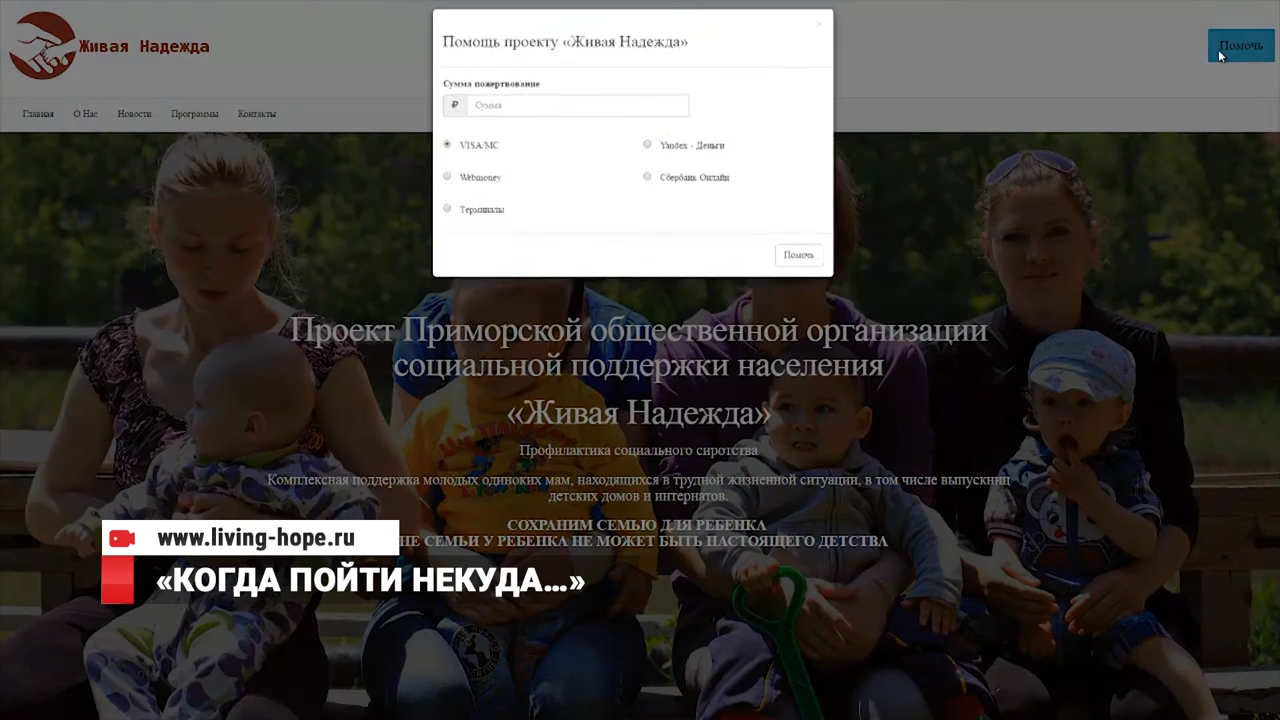 Живая Надежда
Помочь
Главная О Нас Новости Программы Контакты
Помощь проекту «Живая Надежда»
×
Сумма пожертвование
₽ Сумма
VISA/MC Yandex - Деньги
Webmoney Сбербанк Онлайн
Терминалы
Помочь
Проект Приморской общественной организации
социальной поддержки населения
«Живая Надежда»
Профилактика социального сиротства
Комплексная поддержка молодых одиноких мам, находящихся в трудной жизненной ситуации, в том числе выпускниц
детских домов и интернатов.
СОХРАНИМ СЕМЬЮ ДЛЯ РЕБЕНКА
НЕ СЕМЬИ У РЕБЕНКА НЕ МОЖЕТ БЫТЬ НАСТОЯЩЕГО ДЕТСТВА
www.living-hope.ru
«КОГДА ПОЙТИ НЕКУДА...»